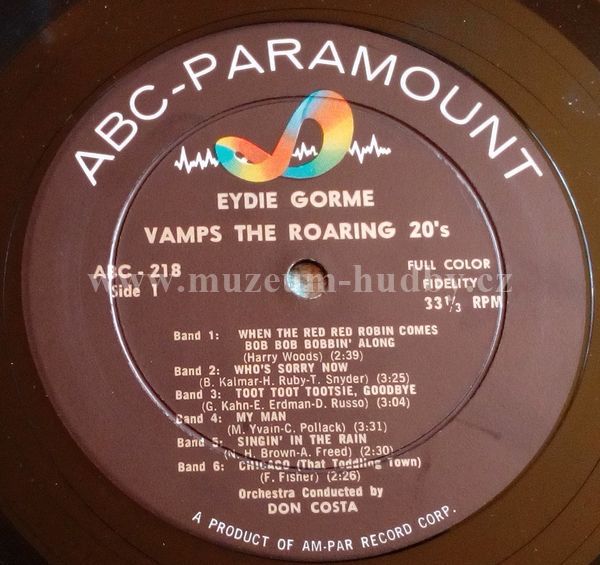 ABC-PARAMOUNT
EYDIE GORME
VAMPS THE ROARING 20's
ABC - 218
Side 1
FULL COLOR
FIDELITY
33 1/3 RPM
www.muzeum-hudby.cz
Band 1: WHEN THE RED RED ROBIN COMES
BOB BOB BOBBIN' ALONG
(Harry Woods) (2:39)
Band 2: WHO'S SORRY NOW
(B. Kalmar-H. Ruby-T. Snyder) (3:25)
Band 3: TOOT TOOT TOOTSIE, GOODBYE
(G. Kahn-E. Erdman-D. Russo) (3:04)
Band 4: MY MAN
(M. Yvain-C. Pollack) (3:31)
Band 5: SINGIN' IN THE RAIN
(N. H. Brown-A. Freed) (2:30)
Band 6: CHICAGO (That Toddling Town)
(F. Fisher) (2:26)
Orchestra Conducted by
DON COSTA
A PRODUCT OF AM-PAR RECORD CORP.